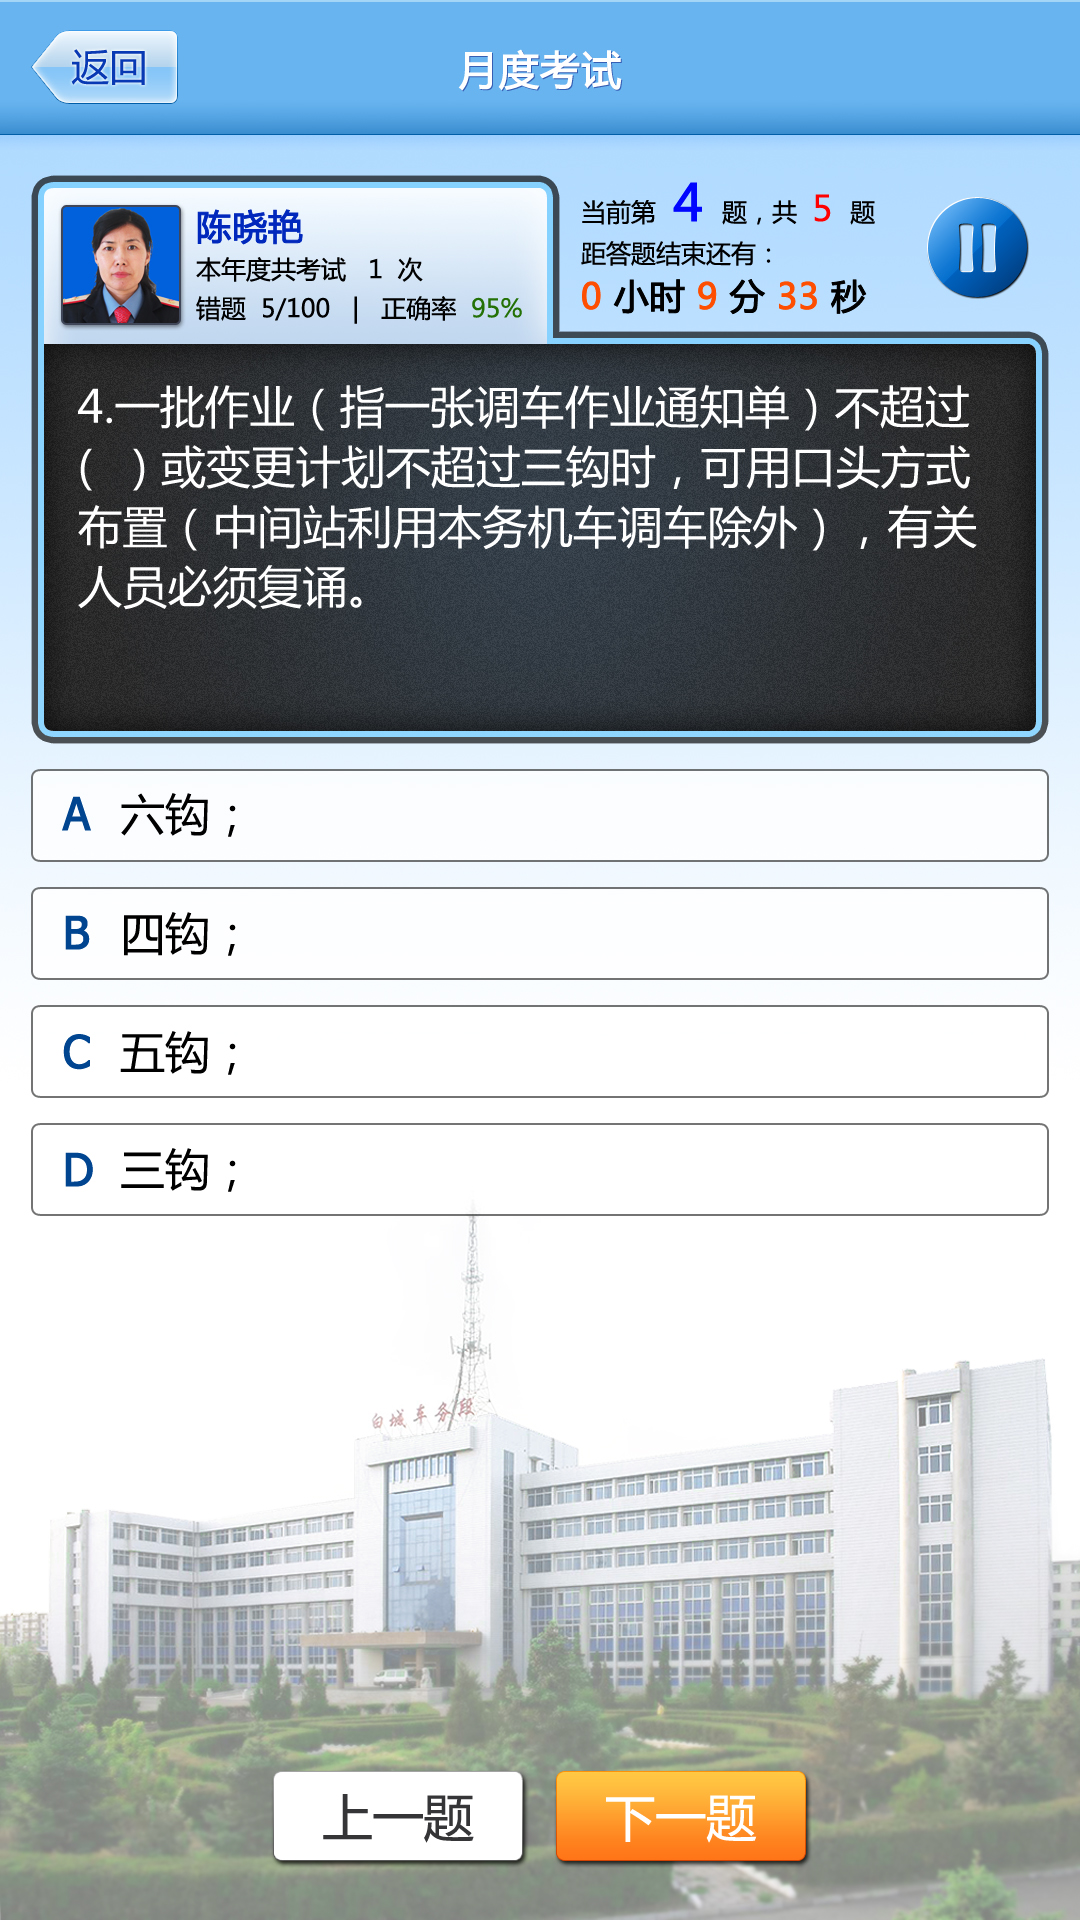 返回
月度考试
陈晓艳
本年度共考试 1 次
错题 5/100 | 正确率 95%
当前第 4 题，共 5 题
距答题结束还有：
0 小时 9 分 33 秒
4.一批作业（指一张调车作业通知单）不超过
( )或变更计划不超过三钩时，可用口头方式
布置（中间站利用本务机车调车除外），有关
人员必须复诵。
A 六钩；
B 四钩；
C 五钩；
D 三钩；
白城车务段
上一题
下一题